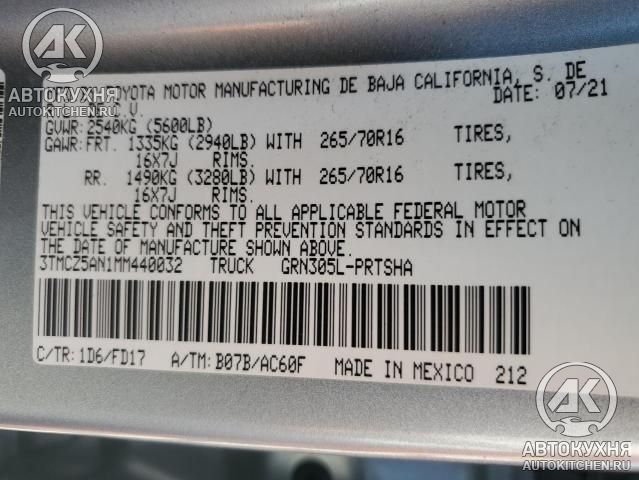 АК
АВТОКУХНЯ
AUTOKITCHEN.RU
TOYOTA MOTOR MANUFACTURING DE BAJA CALIFORNIA, S. DE
C.V. DATE: 07/21
GVWR: 2540KG (5600LB)
GAWR: FRT. 1335KG (2940LB) WITH 265/70R16 TIRES,
16X7J RIMS.
RR. 1490KG (3280LB) WITH 265/70R16 TIRES,
16X7J RIMS.
THIS VEHICLE CONFORMS TO ALL APPLICABLE FEDERAL MOTOR
VEHICLE SAFETY AND THEFT PREVENTION STANDARDS IN EFFECT ON
THE DATE OF MANUFACTURE SHOWN ABOVE.
3TMCZ5AN1MM440032 TRUCK GRN305L-PRTSHA
C/TR: 1D6/FD17 A/TM: B07B/AC60F MADE IN MEXICO 212
АК
АВТОКУХНЯ
AUTOKITCHEN.RU